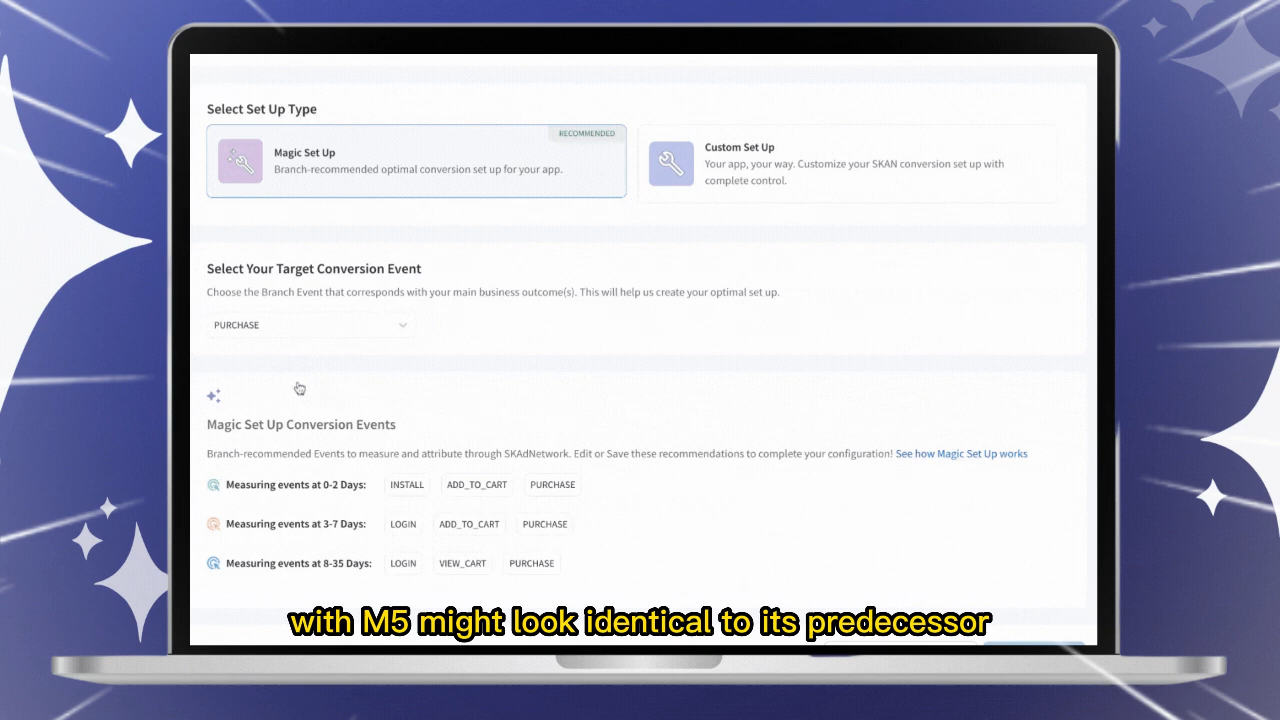 Select Set Up Type
RECOMMENDED
Magic Set Up
Branch-recommended optimal conversion set up for your app.
Custom Set Up
Your app, your way. Customize your SKAN conversion set up with
complete control.
Select Your Target Conversion Event
Choose the Branch Event that corresponds with your main business outcome(s). This will help us create your optimal set up.
PURCHASE
Magic Set Up Conversion Events
Branch-recommended Events to measure and attribute through SKAdNetwork. Edit or Save these recommendations to complete your configuration! See how Magic Set Up works
Measuring events at 0-2 Days: INSTALL ADD_TO_CART PURCHASE
Measuring events at 3-7 Days: LOGIN ADD_TO_CART PURCHASE
Measuring events at 8-35 Days: LOGIN VIEW_CART PURCHASE
with M5 might look identical to its predecessor